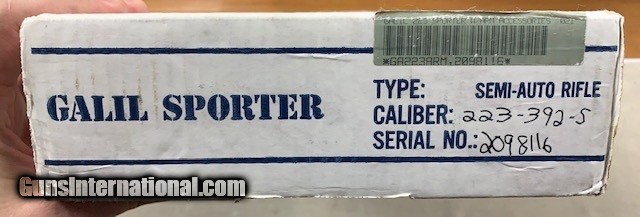 *GA223ARM.2098116*
GALIL SPORTER
TYPE: SEMI-AUTO RIFLE
CALIBER: 223-392-S
SERIAL NO.: 2098116
GunsInternational.com